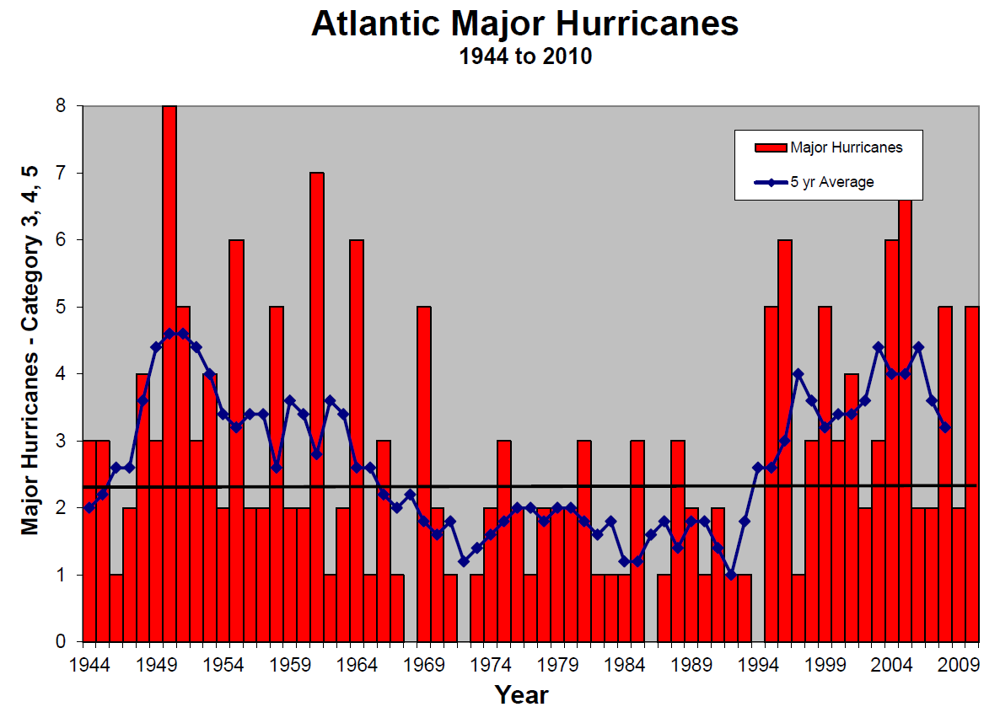 Atlantic Major Hurricanes
1944 to 2010
Major Hurricanes - Category 3, 4, 5
8
7
6
5
4
3
2
1
0
Major Hurricanes
5 yr Average
1944 1949 1954 1959 1964 1969 1974 1979 1984 1989 1994 1999 2004 2009
Year